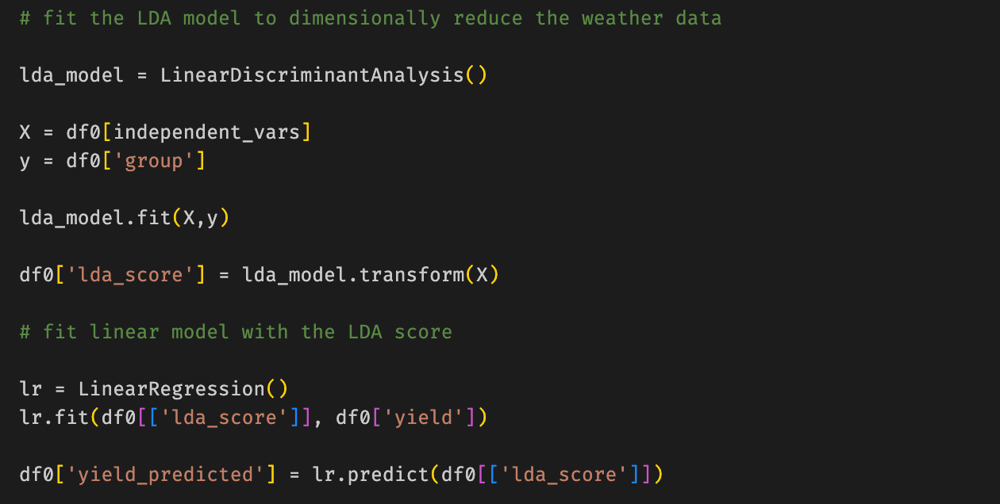 # fit the LDA model to dimensionally reduce the weather data
lda_model = LinearDiscriminantAnalysis()
X = df0[independent_vars]
y = df0['group']
lda_model.fit(X,y)
df0['lda_score'] = lda_model.transform(X)
# fit linear model with the LDA score
lr = LinearRegression()
lr.fit(df0[['lda_score']], df0['yield'])
df0['yield_predicted'] = lr.predict(df0[['lda_score']])